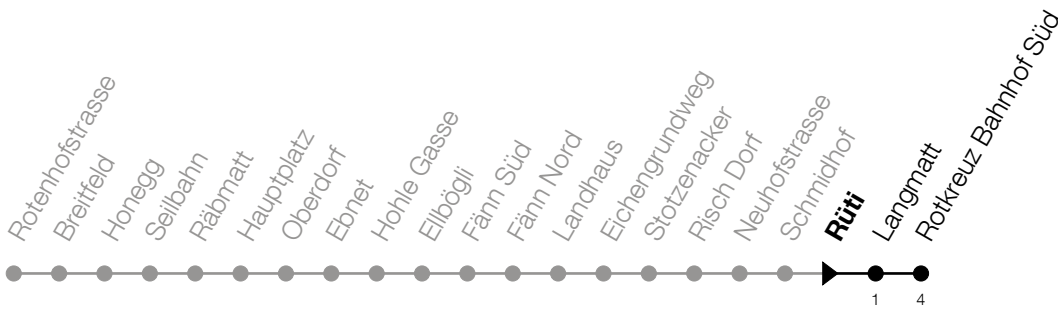 Rotenhofstrasse
Breitfeld
Honegg
Seilbahn
Räbmatt
Hauptplatz
Oberdorf
Ebnet
Hohle Gasse
Ellbögli
Fänn Süd
Fänn Nord
Landhaus
Eichengrundweg
Stotzenacker
Risch Dorf
Neuhofstrasse
Schmidhof
Rüti
Langmatt
Rotkreuz Bahnhof Süd
1
4